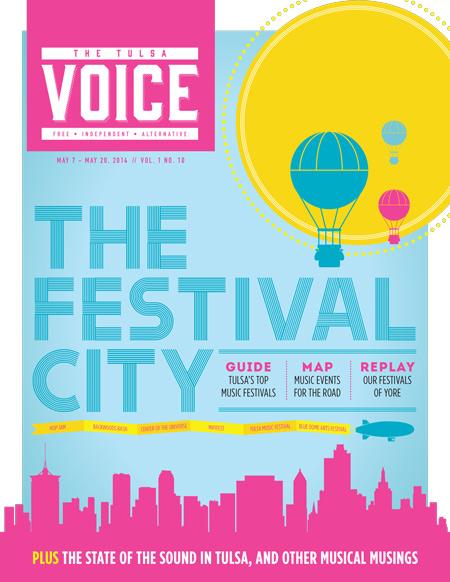 THE TULSA
VOICE
FREE • INDEPENDENT • ALTERNATIVE
MAY 7 – MAY 20, 2014 // VOL. 1 NO. 10
THE
FESTIVAL
CITY
GUIDE
TULSA'S TOP
MUSIC FESTIVALS
MAP
MUSIC EVENTS
FOR THE ROAD
REPLAY
OUR FESTIVALS
OF YORE
HOP JAM
BACKWOODS BASH
CENTER OF THE UNIVERSE
MAYFEST
TULSA MUSIC FESTIVAL
BLUE DOME ARTS FESTIVAL
PLUS THE STATE OF THE SOUND IN TULSA, AND OTHER MUSICAL MUSINGS